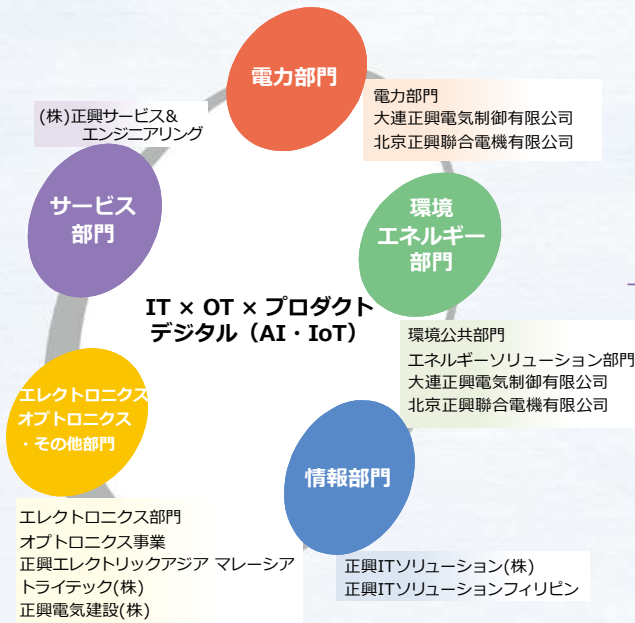 電力部門
電力部門
大連正興電気制御有限公司
北京正興聯合電機有限公司
(株)正興サービス&
エンジニアリング
サービス
部門
環境
エネルギー
部門
IT × OT × プロダクト
デジタル（AI・IoT）
環境公共部門
エネルギーソリューション部門
大連正興電気制御有限公司
北京正興聯合電機有限公司
エレクトロニクス
オプトロニクス
・その他部門
情報部門
エレクトロニクス部門
オプトロニクス事業
正興エレクトリックアジア マレーシア
トライテック(株)
正興電気建設(株)
正興ITソリューション(株)
正興ITソリューションフィリピン